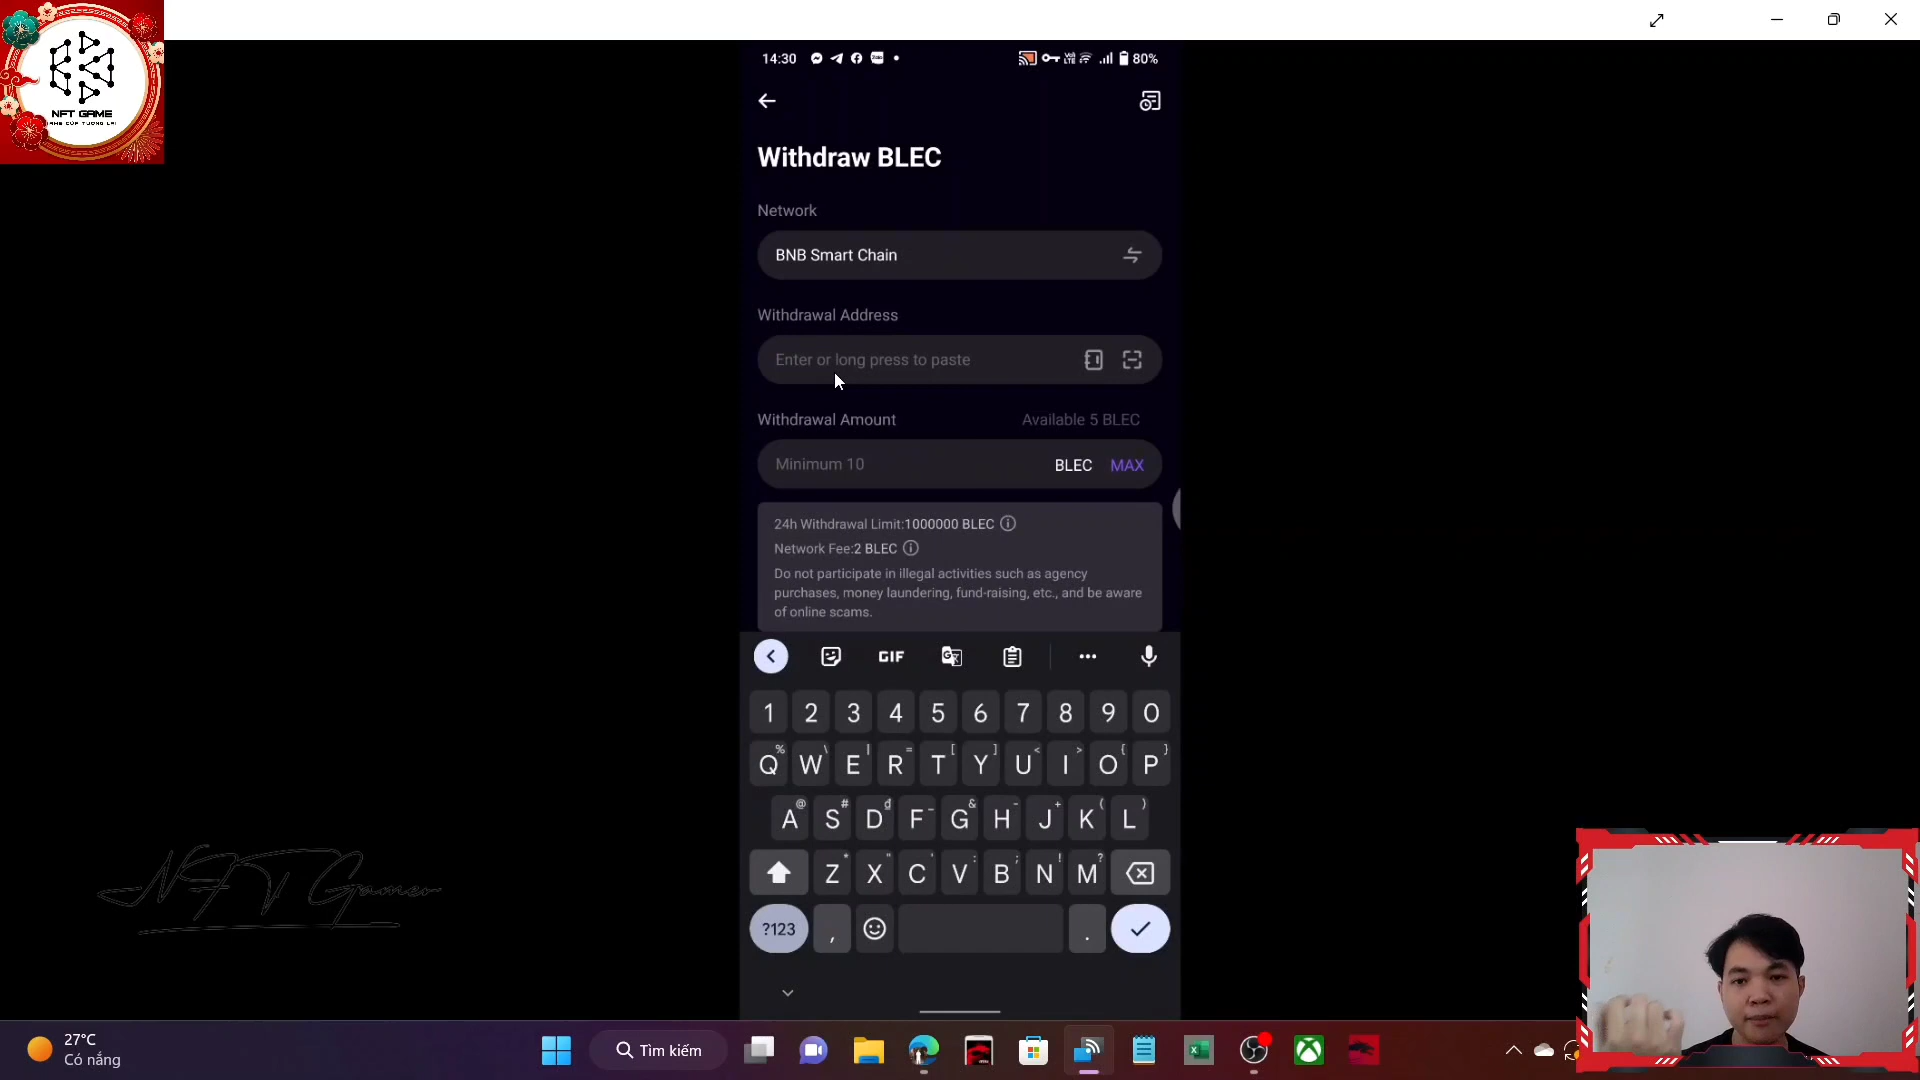 NFT GAME
14:30
80%
Withdraw BLEC
Network
BNB Smart Chain
Withdrawal Address
Enter or long press to paste
Withdrawal Amount
Available 5 BLEC
Minimum 10
BLEC MAX
24h Withdrawal Limit:1000000 BLEC
Network Fee:2 BLEC
Do not participate in illegal activities such as agency
purchases, money laundering, fund-raising, etc., and be aware
of online scams.
GIF
1 2 3 4 5 6 7 8 9 0
Q W E R T Y U I O P
A S D F G H J K L
Z X C V B N M
?123 , .
NFT Gamer
27°C
Có nắng
Tìm kiếm